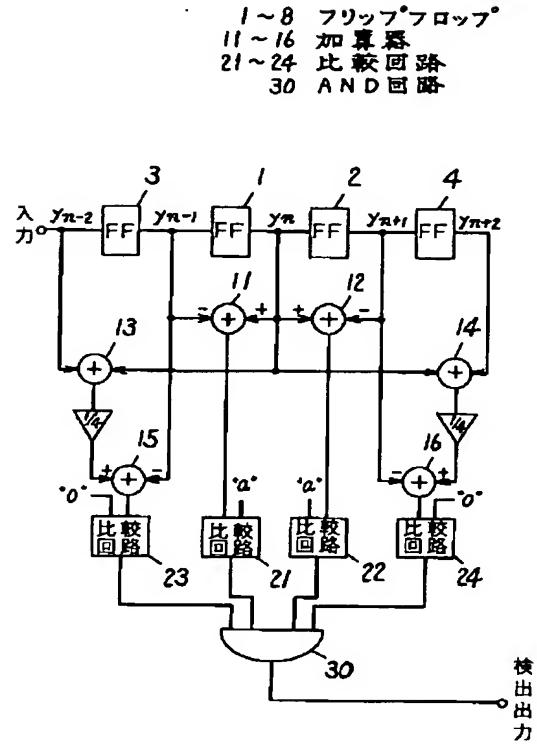 1～8 フリップフロップ
11～16 加算器
21～24 比較回路
30 AND回路
3 1 2 4
入力 yn-2 FF yn-1 FF yn FF yn+1 FF yn+2
11 12
- + + + + -
13 14
+ +
1/4 1/4
15 16
+ + - - + +
"0" "a" "a" "0"
比較回路 比較回路 比較回路 比較回路
23 21 22 24
30
検出出力